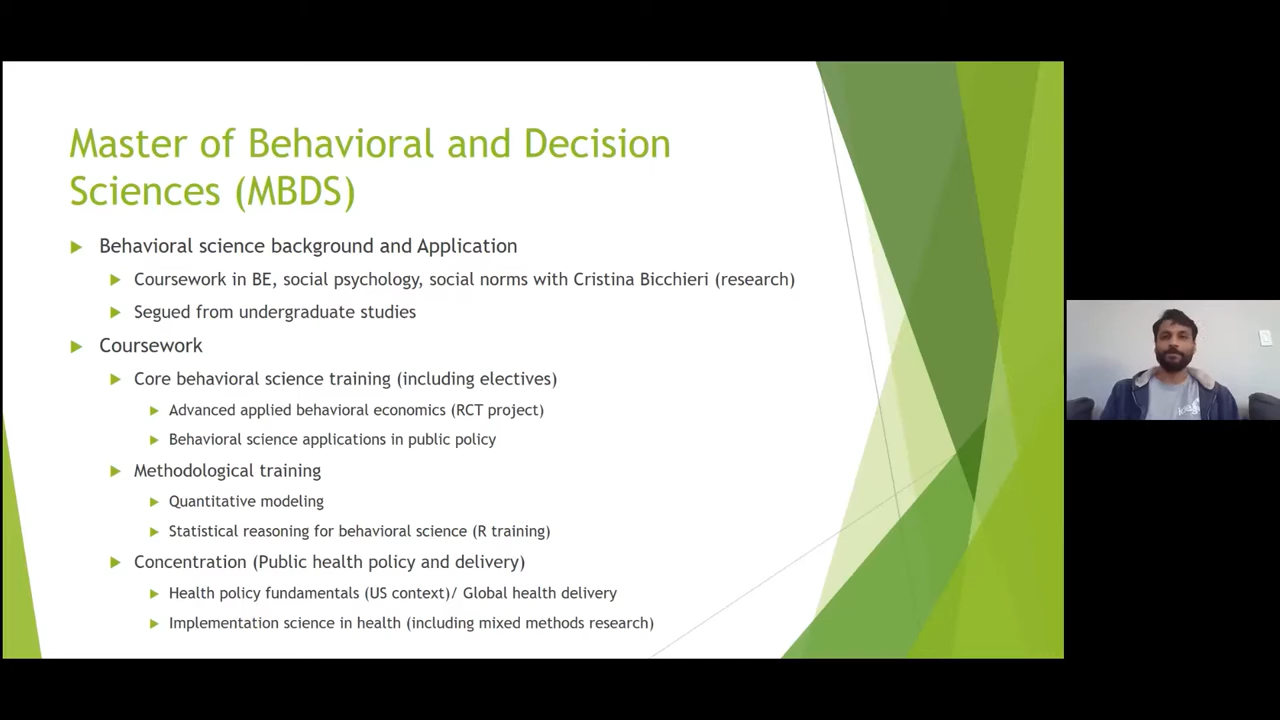 Master of Behavioral and Decision
Sciences (MBDS)
Behavioral science background and Application
Coursework in BE, social psychology, social norms with Cristina Bicchieri (research)
Segued from undergraduate studies
Coursework
Core behavioral science training (including electives)
Advanced applied behavioral economics (RCT project)
Behavioral science applications in public policy
Methodological training
Quantitative modeling
Statistical reasoning for behavioral science (R training)
Concentration (Public health policy and delivery)
Health policy fundamentals (US context)/ Global health delivery
Implementation science in health (including mixed methods research)